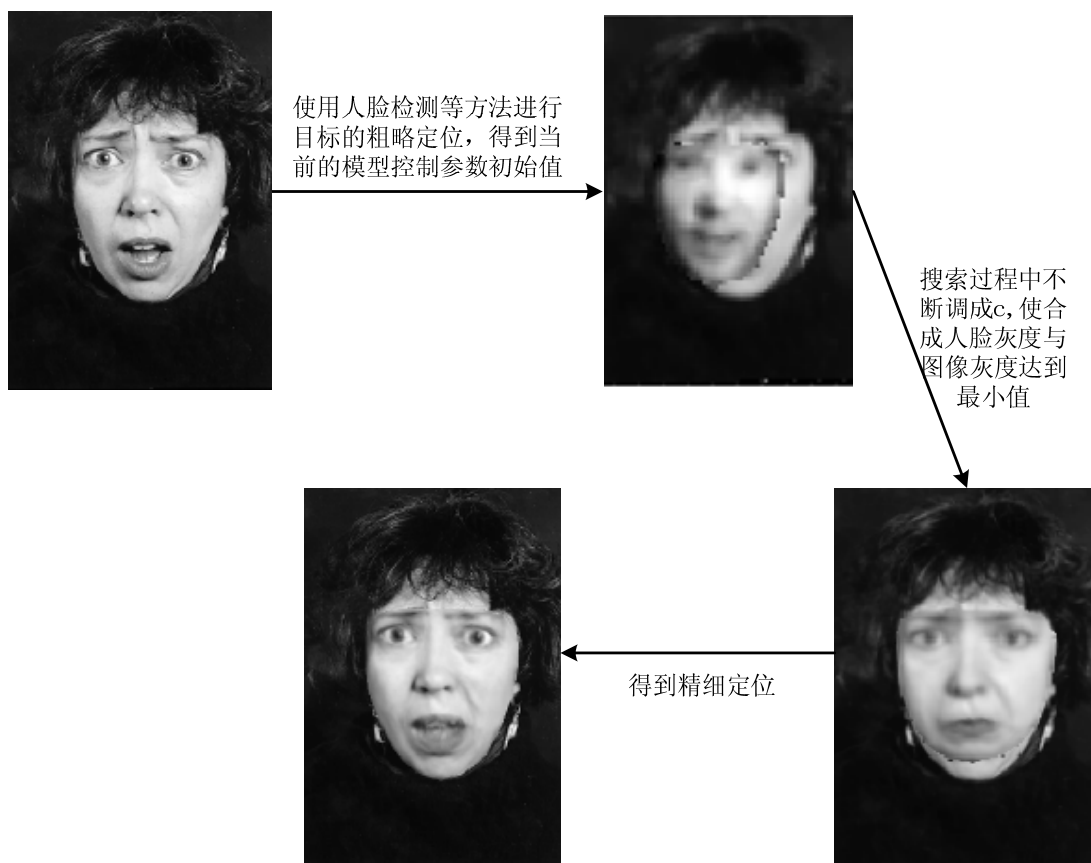 使用人脸检测等方法进行
目标的粗略定位，得到当
前的模型控制参数初始值
搜索过程中不
断调成c,使合
成人脸灰度与
图像灰度达到
最小值
得到精细定位